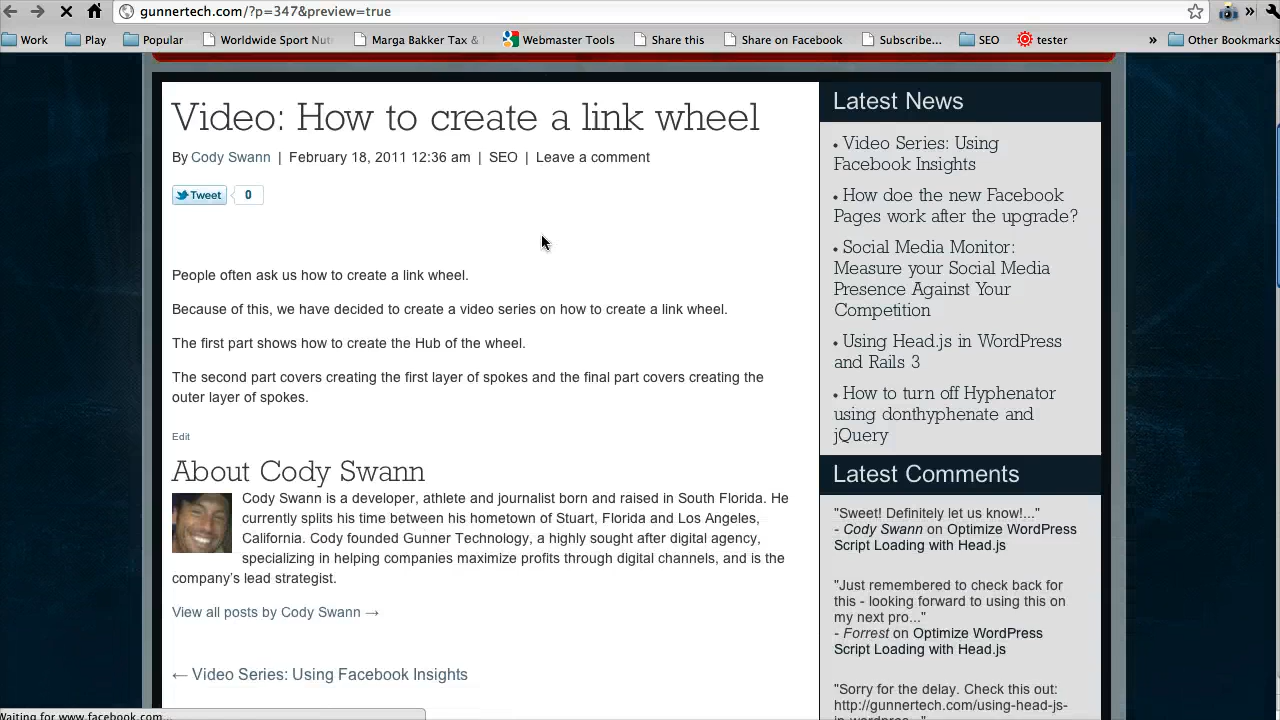 gunnertech.com/?p=347&preview=true
Work Play Popular Worldwide Sport Nut Marga Bakker Tax & Webmaster Tools Share this Share on Facebook Subscribe... SEO tester » Other Bookmarks
Video: How to create a link wheel
By Cody Swann | February 18, 2011 12:36 am | SEO | Leave a comment
Tweet 0
People often ask us how to create a link wheel.
Because of this, we have decided to create a video series on how to create a link wheel.
The first part shows how to create the Hub of the wheel.
The second part covers creating the first layer of spokes and the final part covers creating the
outer layer of spokes.
Edit
About Cody Swann
Cody Swann is a developer, athlete and journalist born and raised in South Florida. He
currently splits his time between his hometown of Stuart, Florida and Los Angeles,
California. Cody founded Gunner Technology, a highly sought after digital agency,
specializing in helping companies maximize profits through digital channels, and is the
company's lead strategist.
View all posts by Cody Swann →
← Video Series: Using Facebook Insights
Latest News
• Video Series: Using
Facebook Insights
• How doe the new Facebook
Pages work after the upgrade?
• Social Media Monitor:
Measure your Social Media
Presence Against Your
Competition
• Using Head.js in WordPress
and Rails 3
• How to turn off Hyphenator
using donthyphenate and
jQuery
Latest Comments
"Sweet! Definitely let us know!..."
- Cody Swann on Optimize WordPress
Script Loading with Head.js
"Just remembered to check back for
this - looking forward to using this on
my next pro..."
- Forrest on Optimize WordPress
Script Loading with Head.js
"Sorry for the delay. Check this out:
http://gunnertech.com/using-head-js-
in-wordpress..."
Waiting for www.facebook.com...